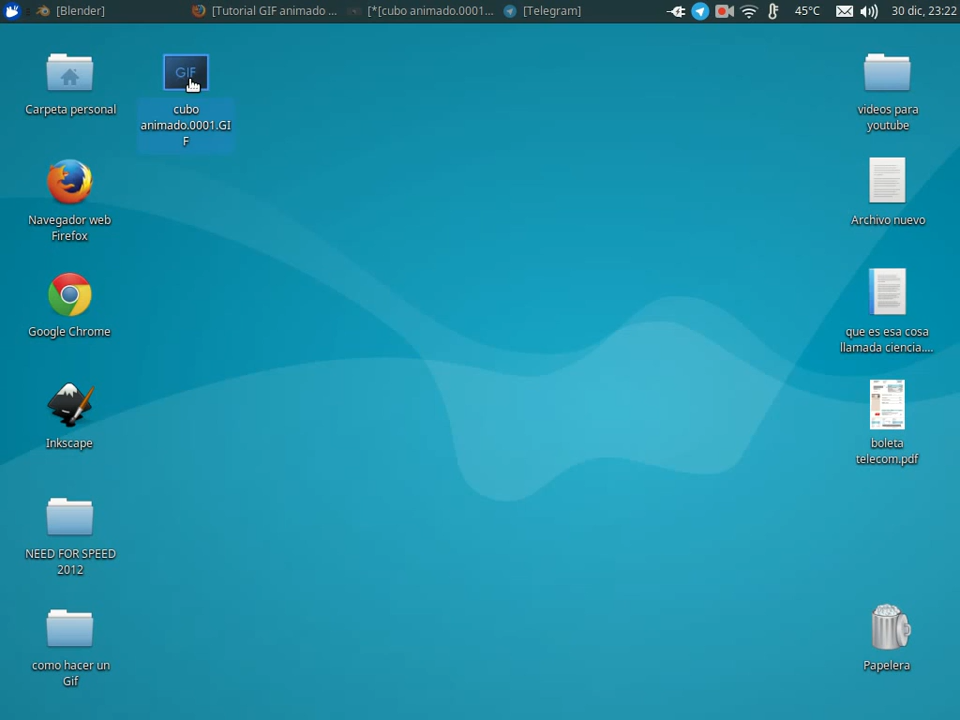 [Blender]
[Tutorial GIF animado ...
[*[cubo animado.0001...
[Telegram]
45°C
30 dic, 23:22
Carpeta personal
GIF
cubo
animado.0001.GI
F
videos para
youtube
Navegador web
Firefox
Archivo nuevo
Google Chrome
que es esa cosa
llamada ciencia....
Inkscape
boleta
telecom.pdf
NEED FOR SPEED
2012
como hacer un
Gif
Papelera